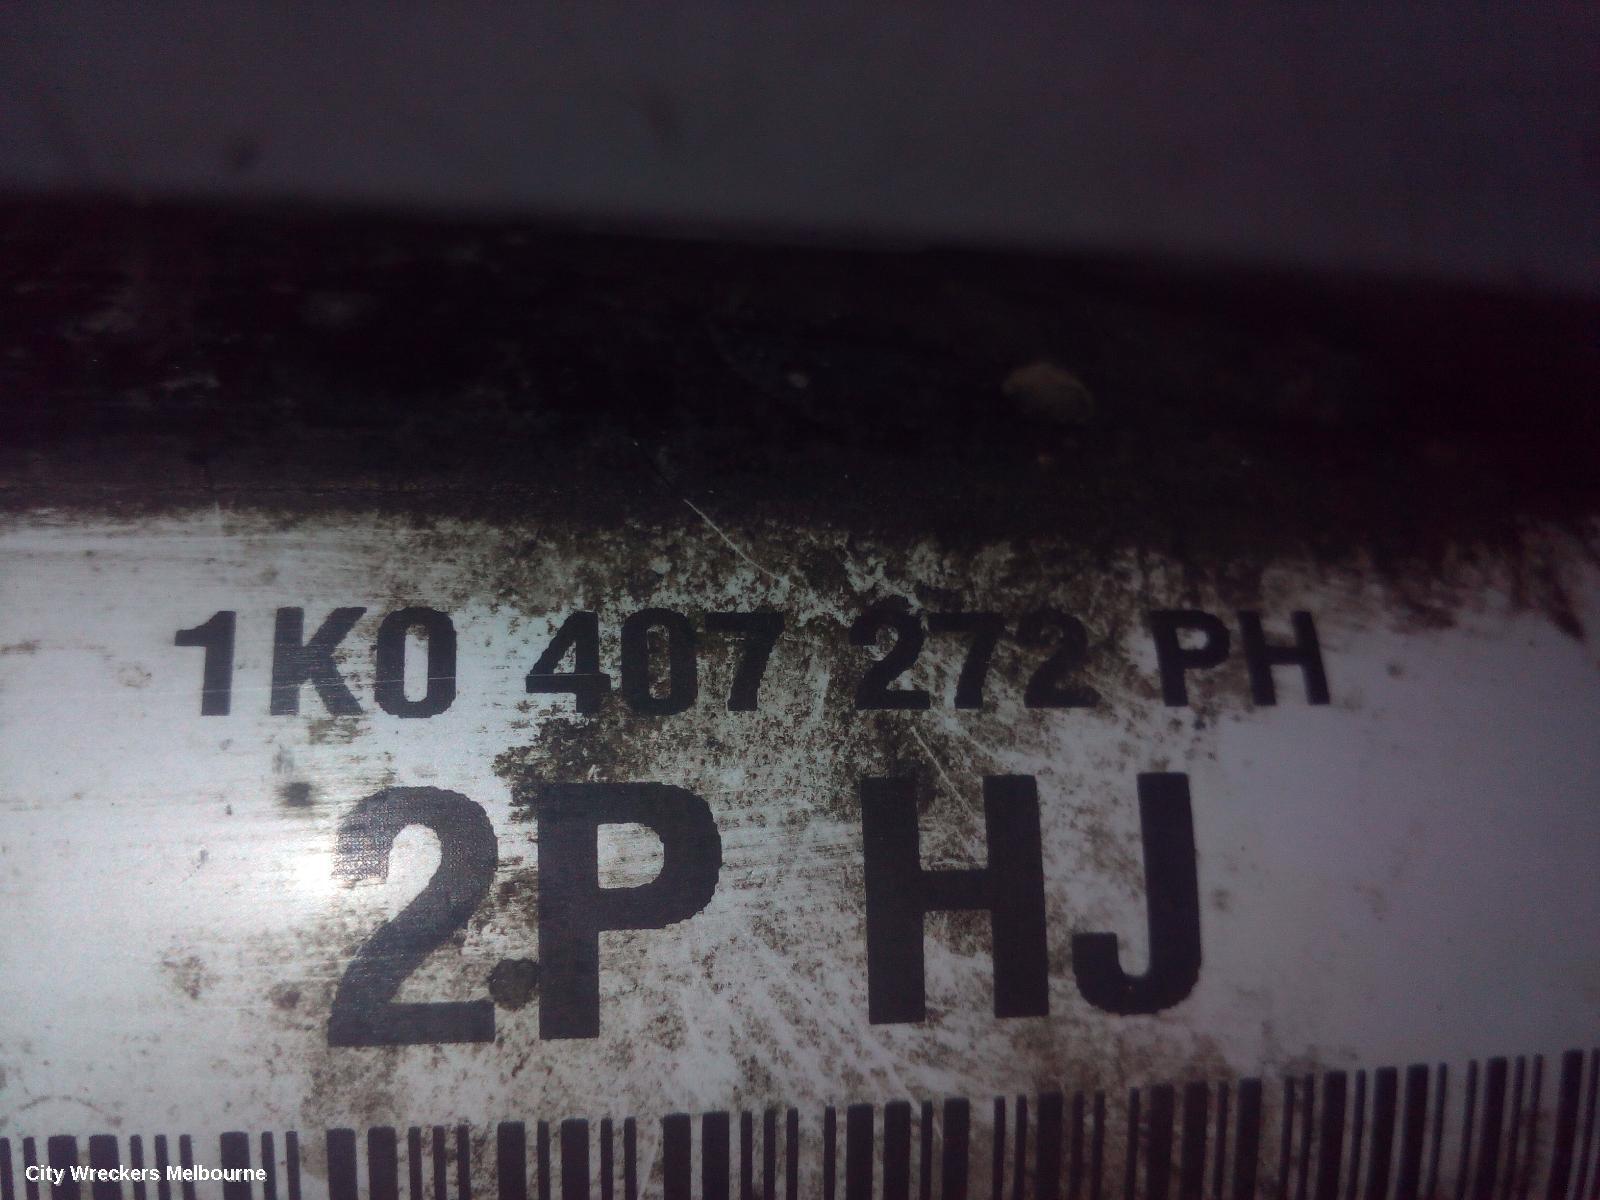 1K0 407 272 PH
2P HJ
City Wreckers Melbourne